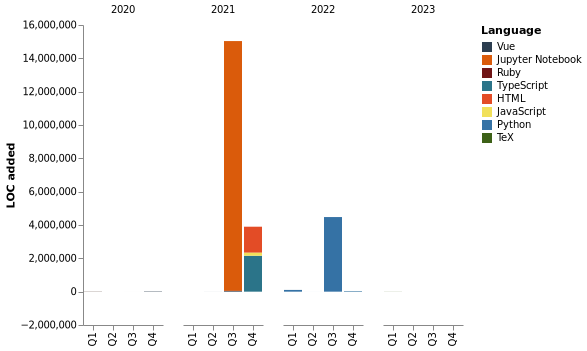 2020 2021 2022 2023
16,000,000
14,000,000
12,000,000
10,000,000
8,000,000
6,000,000
4,000,000
2,000,000
0
−2,000,000
LOC added
Q1 Q2 Q3 Q4 Q1 Q2 Q3 Q4 Q1 Q2 Q3 Q4 Q1 Q2 Q3 Q4
Language
Vue
Jupyter Notebook
Ruby
TypeScript
HTML
JavaScript
Python
TeX